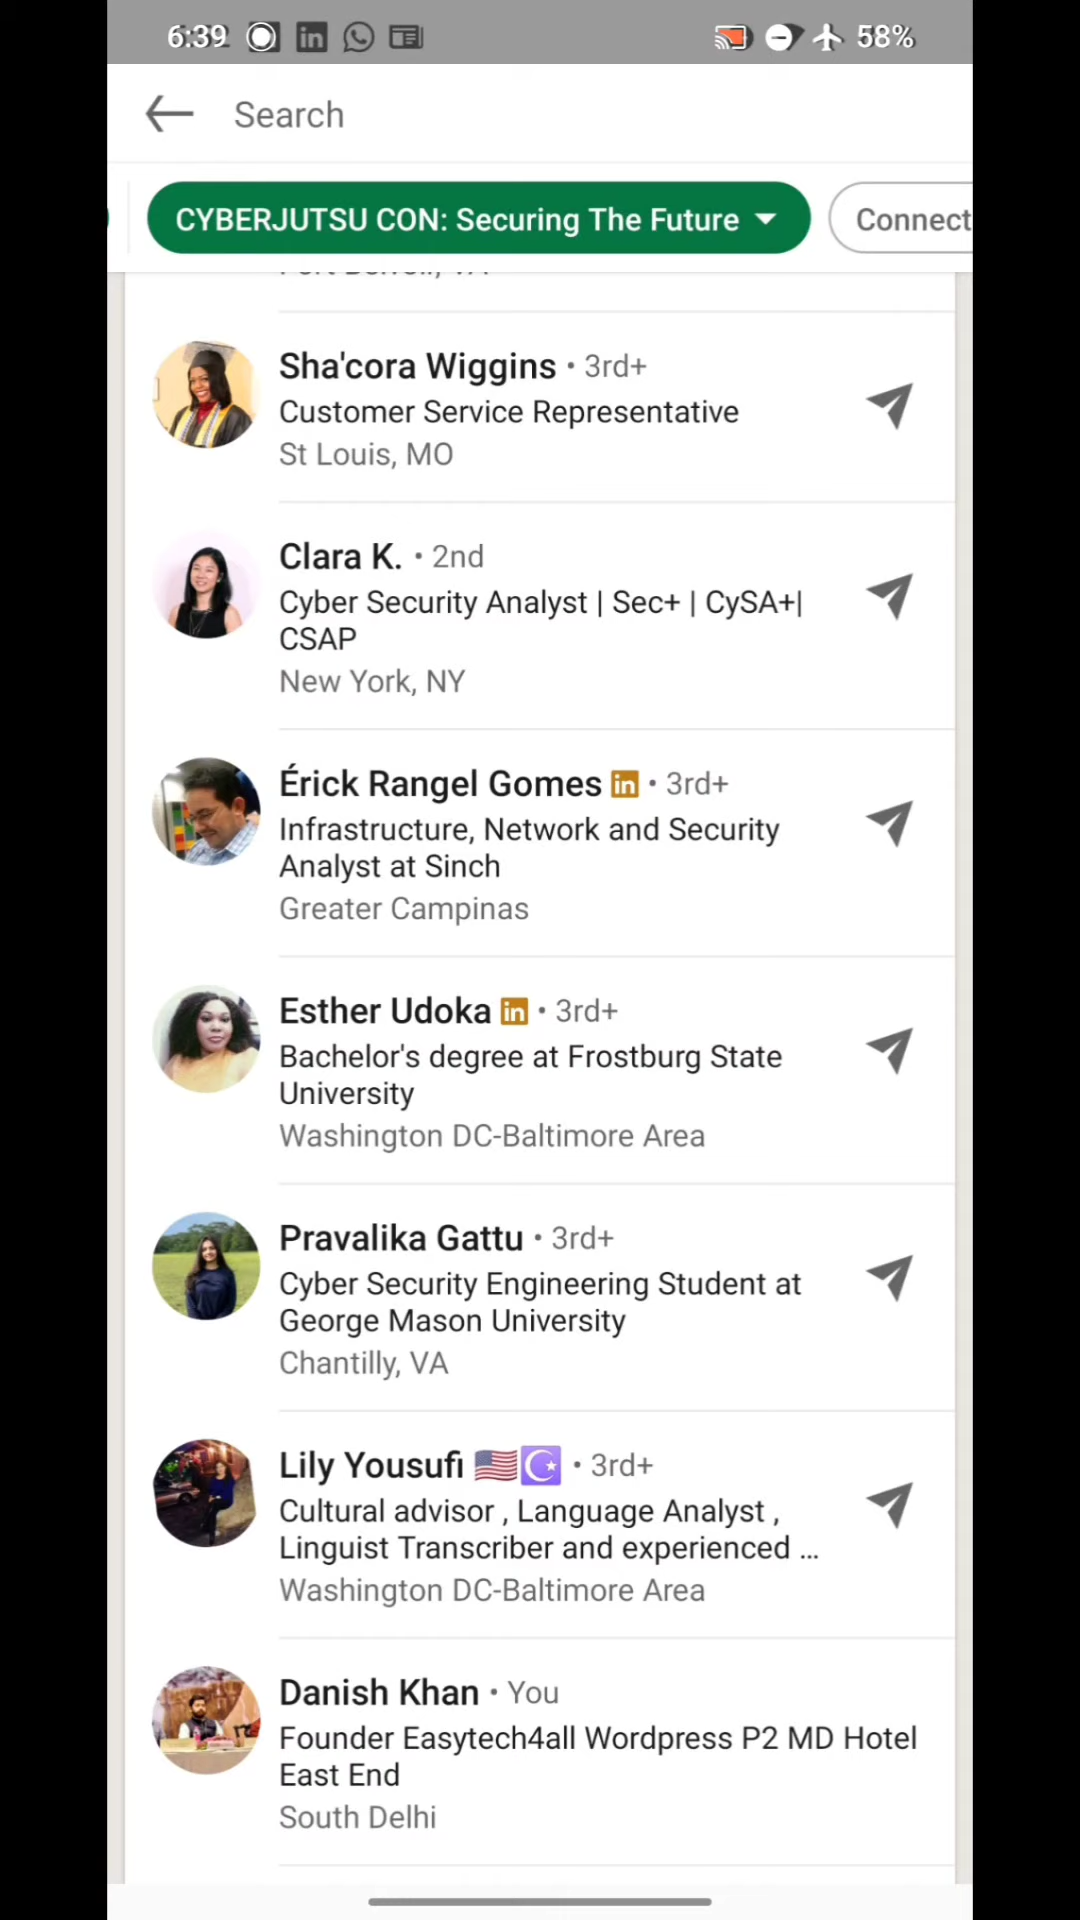 6:39 58%
Search
CYBERJUTSU CON: Securing The Future
Connect
Sha'cora Wiggins • 3rd+
Customer Service Representative
St Louis, MO
Clara K. • 2nd
Cyber Security Analyst | Sec+ | CySA+|
CSAP
New York, NY
Érick Rangel Gomes in • 3rd+
Infrastructure, Network and Security
Analyst at Sinch
Greater Campinas
Esther Udoka in • 3rd+
Bachelor's degree at Frostburg State
University
Washington DC-Baltimore Area
Pravalika Gattu • 3rd+
Cyber Security Engineering Student at
George Mason University
Chantilly, VA
Lily Yousufi 🇺🇸☪️ • 3rd+
Cultural advisor , Language Analyst ,
Linguist Transcriber and experienced ...
Washington DC-Baltimore Area
Danish Khan • You
Founder Easytech4all Wordpress P2 MD Hotel
East End
South Delhi